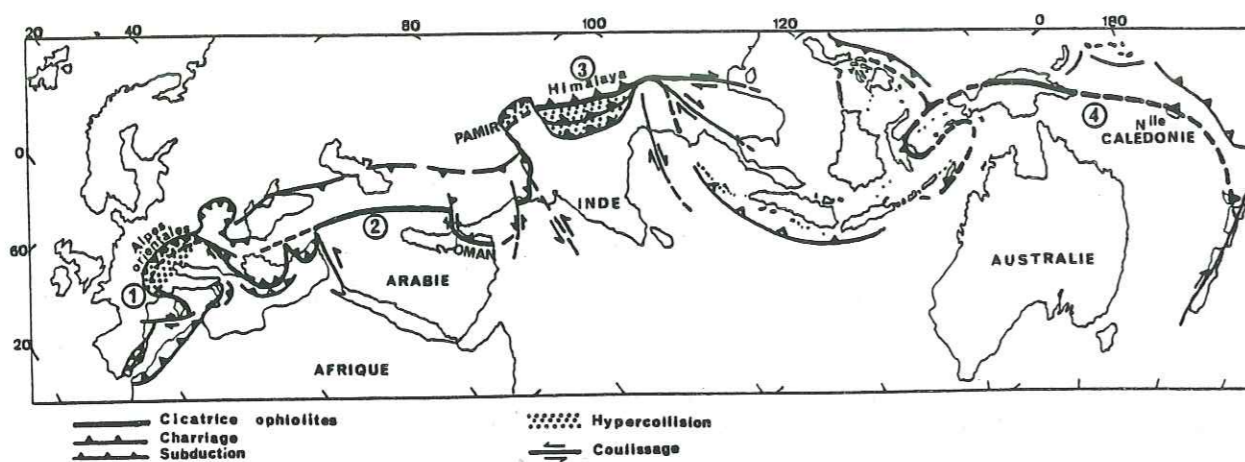 20 40 80 100 120 0 180
③
Himalaya
PAMIR
④
Nlle
CALÉDONIE
0
INDE
Alpes
orientales
②
60
OMAN
ARABIE
AUSTRALIE
①
20
AFRIQUE
Cicatrice ophiolites
Charriage
Subduction
Hypercollision
Coulissage